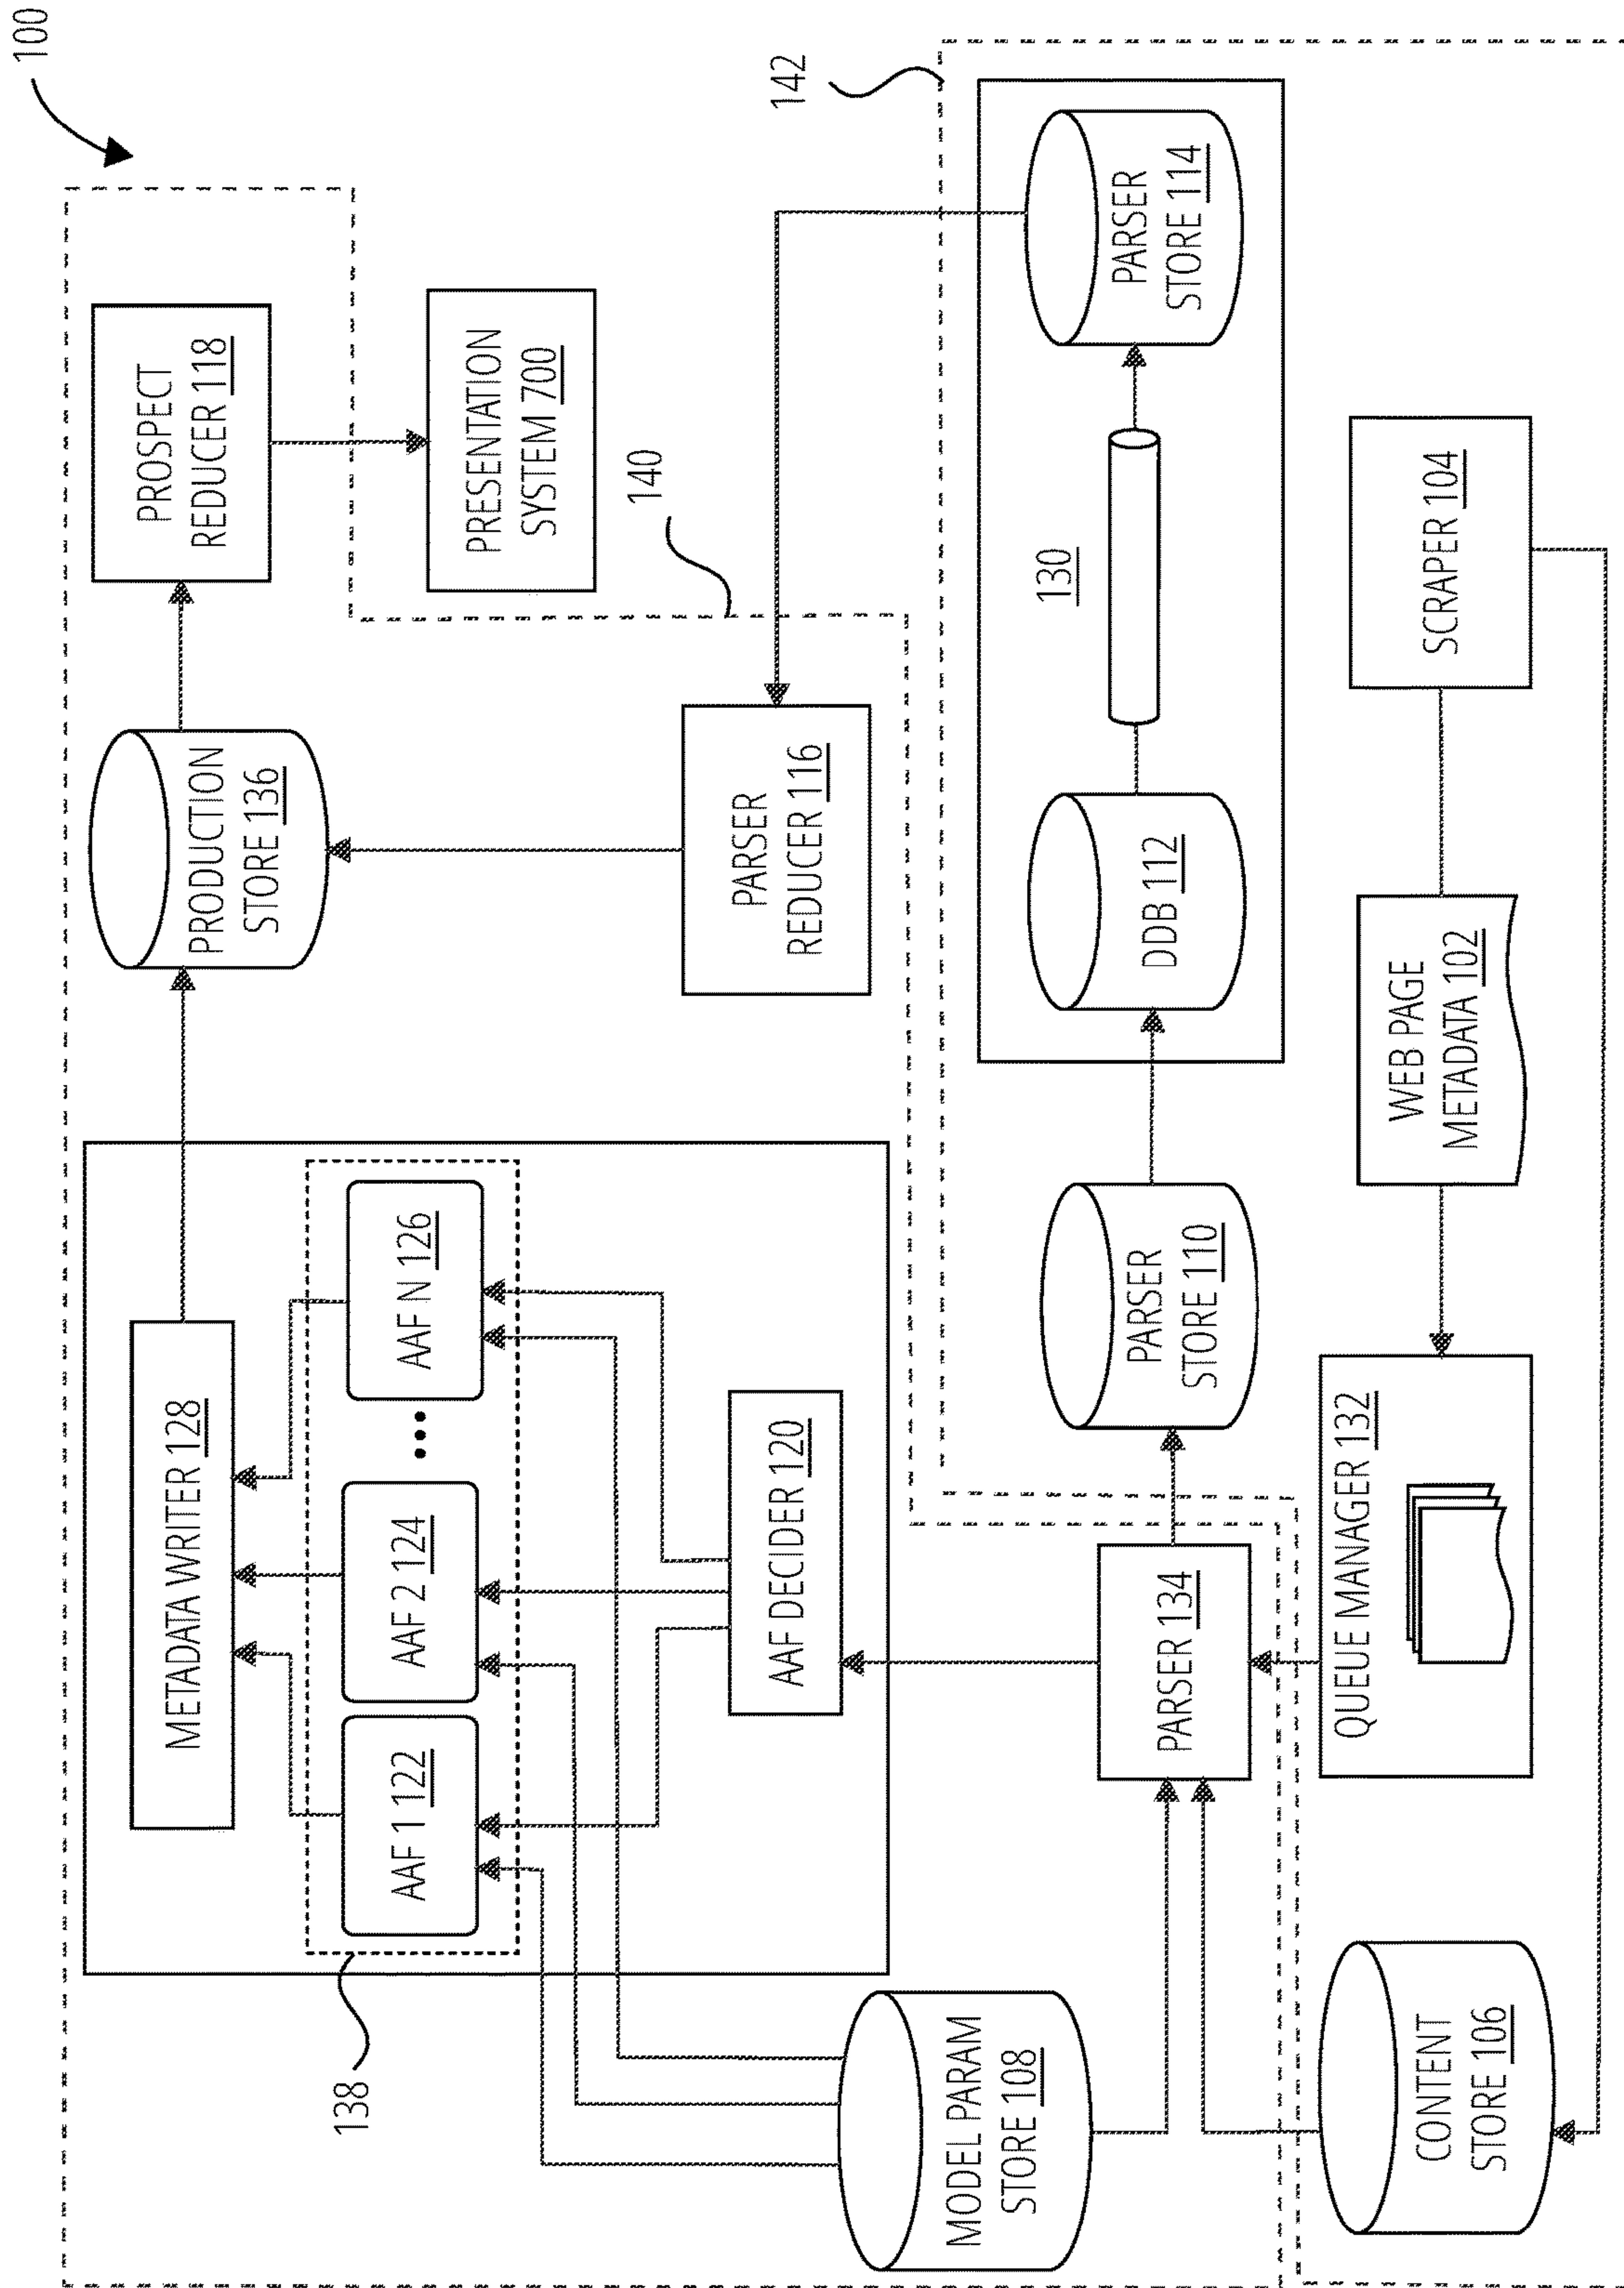 100
METADATA WRITER 128
AAF 1 122
AAF 2 124
AAF N 126
138
AAF DECIDER 120
PRODUCTION
STORE 136
PROSPECT
REDUCER 118
PRESENTATION
SYSTEM 700
140
PARSER
REDUCER 116
142
MODEL PARAM
STORE 108
PARSER 134
PARSER
STORE 110
DDB 112
130
PARSER
STORE 114
CONTENT
STORE 106
QUEUE MANAGER 132
WEB PAGE
METADATA 102
SCRAPER 104